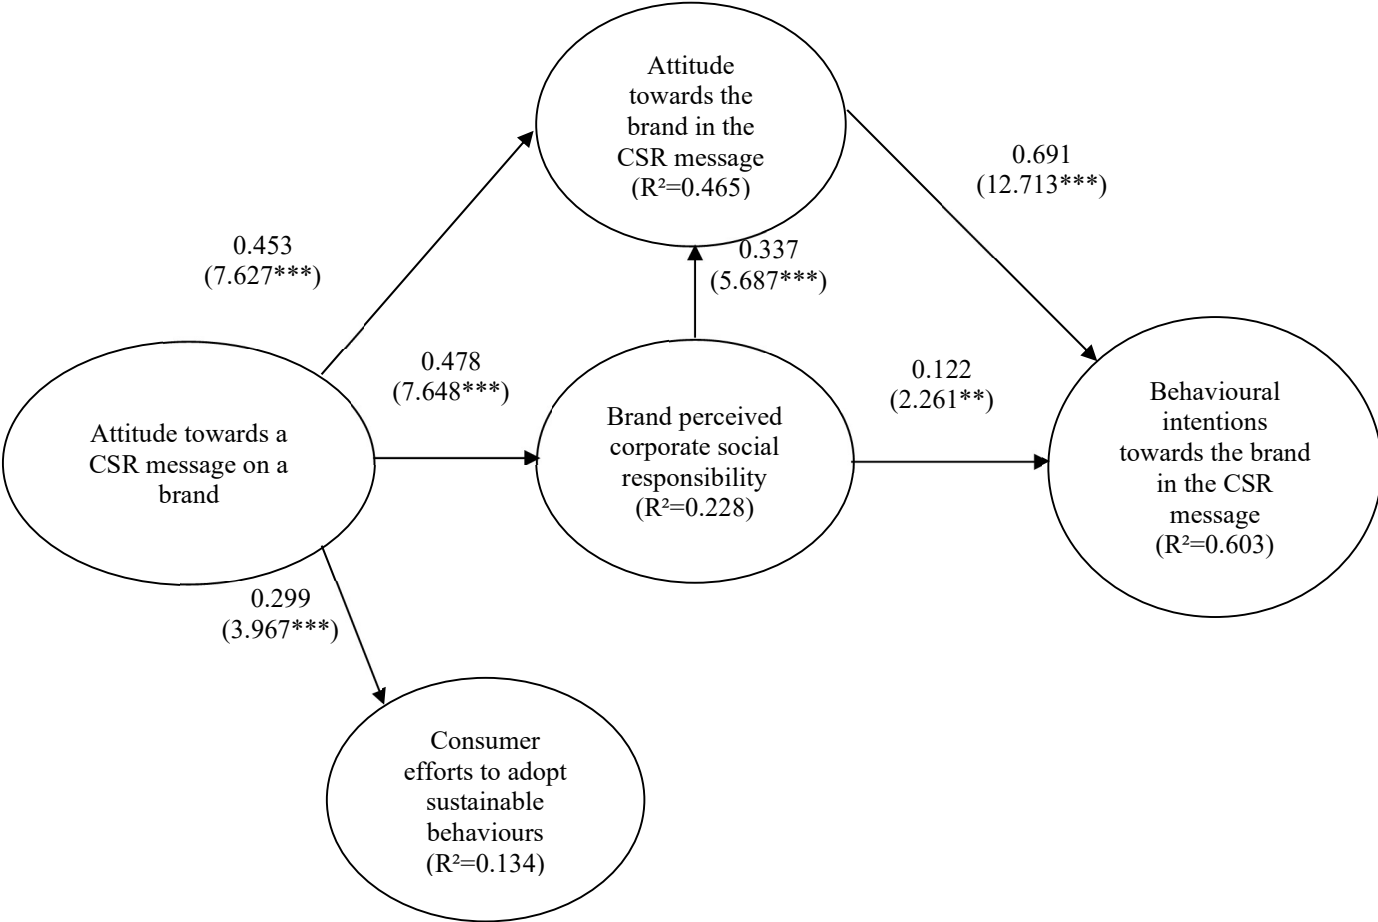 Attitude
towards the
brand in the
CSR message
(R²=0.465)
0.691
(12.713***)
0.453
(7.627***)
0.337
(5.687***)
0.478
(7.648***)
0.122
(2.261**)
Attitude towards a
CSR message on a
brand
Brand perceived
corporate social
responsibility
(R²=0.228)
Behavioural
intentions
towards the brand
in the CSR
message
(R²=0.603)
0.299
(3.967***)
Consumer
efforts to adopt
sustainable
behaviours
(R²=0.134)